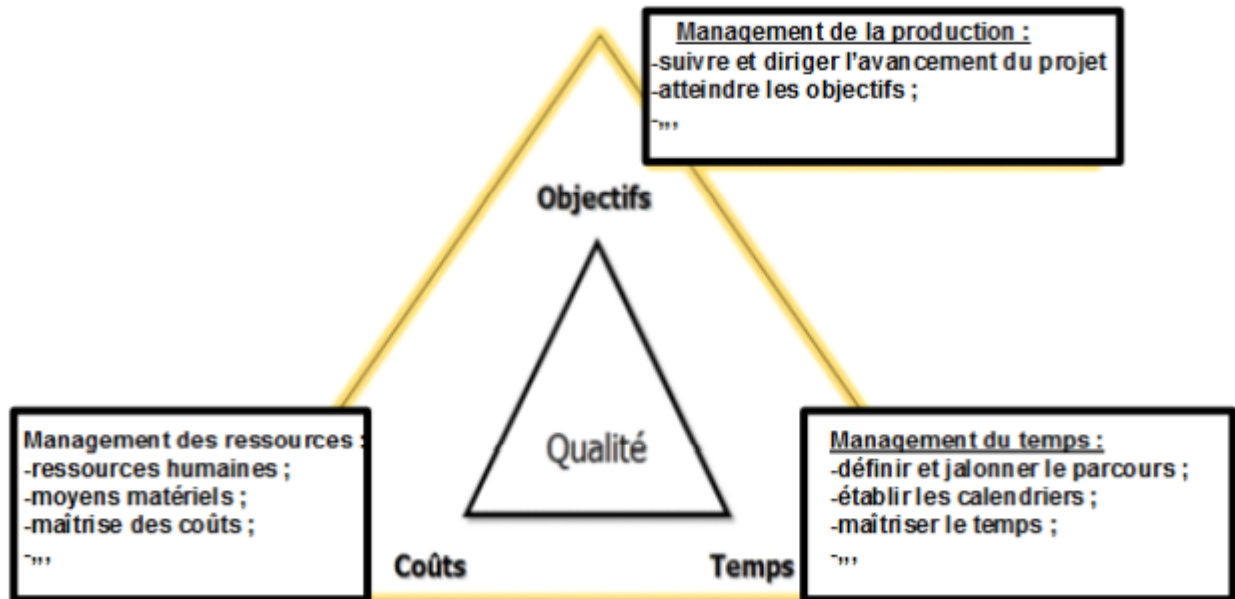 Management de la production :
-suivre et diriger l'avancement du projet
-atteindre les objectifs ;
-,,,
Objectifs
Qualité
Management des ressources :
-ressources humaines ;
-moyens matériels ;
-maîtrise des coûts ;
-,,,
Management du temps :
-définir et jalonner le parcours ;
-établir les calendriers ;
-maîtriser le temps ;
-,,,
Coûts
Temps